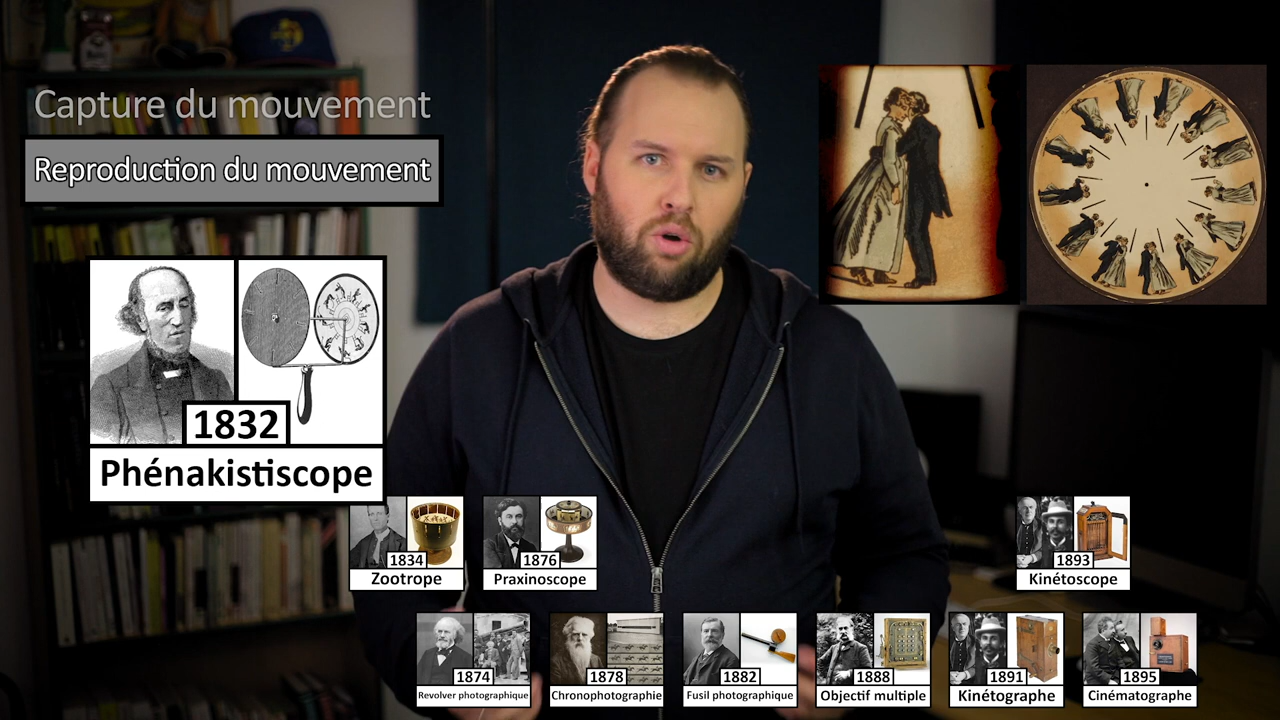 Capture du mouvement
Reproduction du mouvement
1832
Phénakistiscope
1834
Zootrope
1876
Praxinoscope
1893
Kinétoscope
1874
Revolver photographique
1878
Chronophotographie
1882
Fusil photographique
1888
Objectif multiple
1891
Kinétographe
1895
Cinématographe